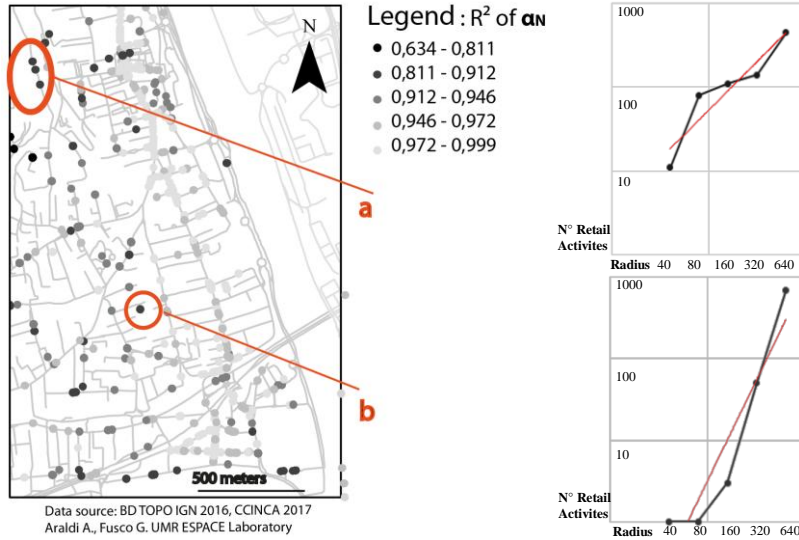 N
500 meters
Data source: BD TOPO IGN 2016, CCINCA 2017
Araldi A., Fusco G. UMR ESPACE Laboratory
Legend : R² of αN
0,634 - 0,811
0,811 - 0,912
0,912 - 0,946
0,946 - 0,972
0,972 - 0,999
a
b
1000
100
10
N° Retail
Activites
Radius 40 80 160 320 640
1000
100
10
N° Retail
Activites
Radius 40 80 160 320 640